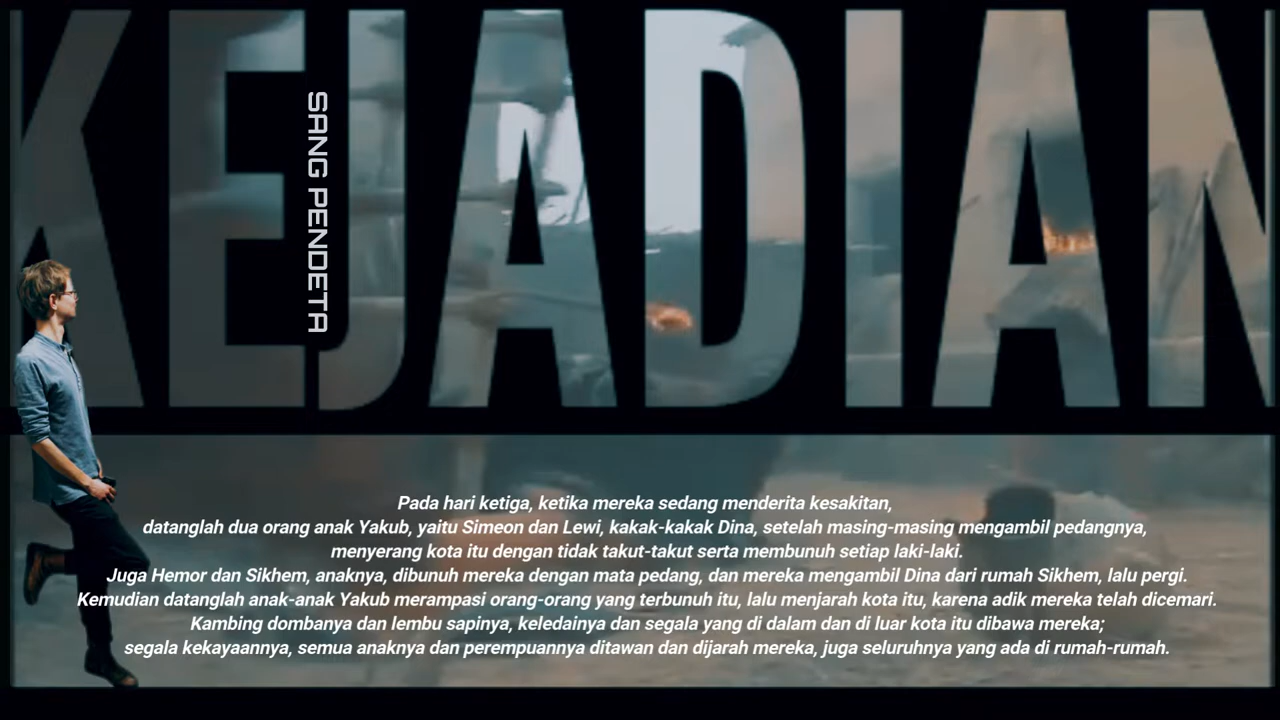 KEJADIAN
SANG PENDETA
Pada hari ketiga, ketika mereka sedang menderita kesakitan,
datanglah dua orang anak Yakub, yaitu Simeon dan Lewi, kakak-kakak Dina, setelah masing-masing mengambil pedangnya,
menyerang kota itu dengan tidak takut-takut serta membunuh setiap laki-laki.
Juga Hemor dan Sikhem, anaknya, dibunuh mereka dengan mata pedang, dan mereka mengambil Dina dari rumah Sikhem, lalu pergi.
Kemudian datanglah anak-anak Yakub merampasi orang-orang yang terbunuh itu, lalu menjarah kota itu, karena adik mereka telah dicemari.
Kambing dombanya dan lembu sapinya, keledainya dan segala yang di dalam dan di luar kota itu dibawa mereka;
segala kekayaannya, semua anaknya dan perempuannya ditawan dan dijarah mereka, juga seluruhnya yang ada di rumah-rumah.